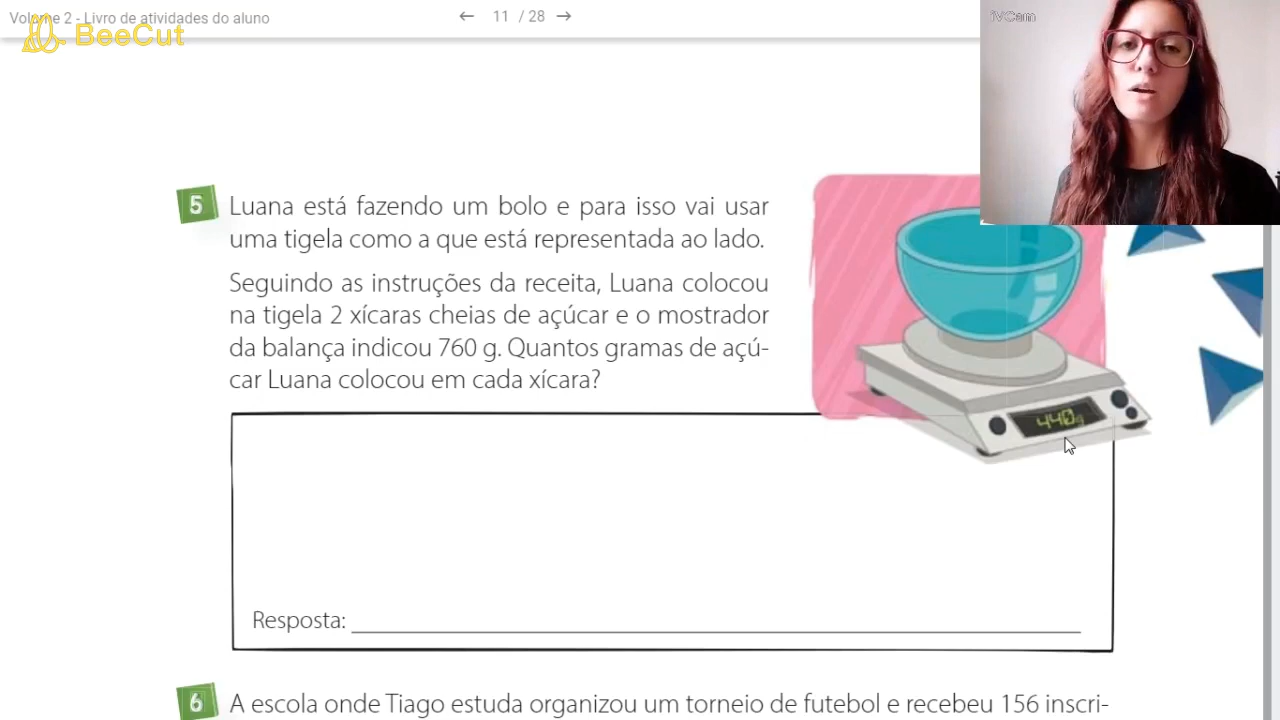 Volume 2 - Livro de atividades do aluno
11 / 28
BeeCut
iVCam
5 Luana está fazendo um bolo e para isso vai usar
uma tigela como a que está representada ao lado.
Seguindo as instruções da receita, Luana colocou
na tigela 2 xícaras cheias de açúcar e o mostrador
da balança indicou 760 g. Quantos gramas de açú-
car Luana colocou em cada xícara?
440g
Resposta:
6 A escola onde Tiago estuda organizou um torneio de futebol e recebeu 156 inscri-